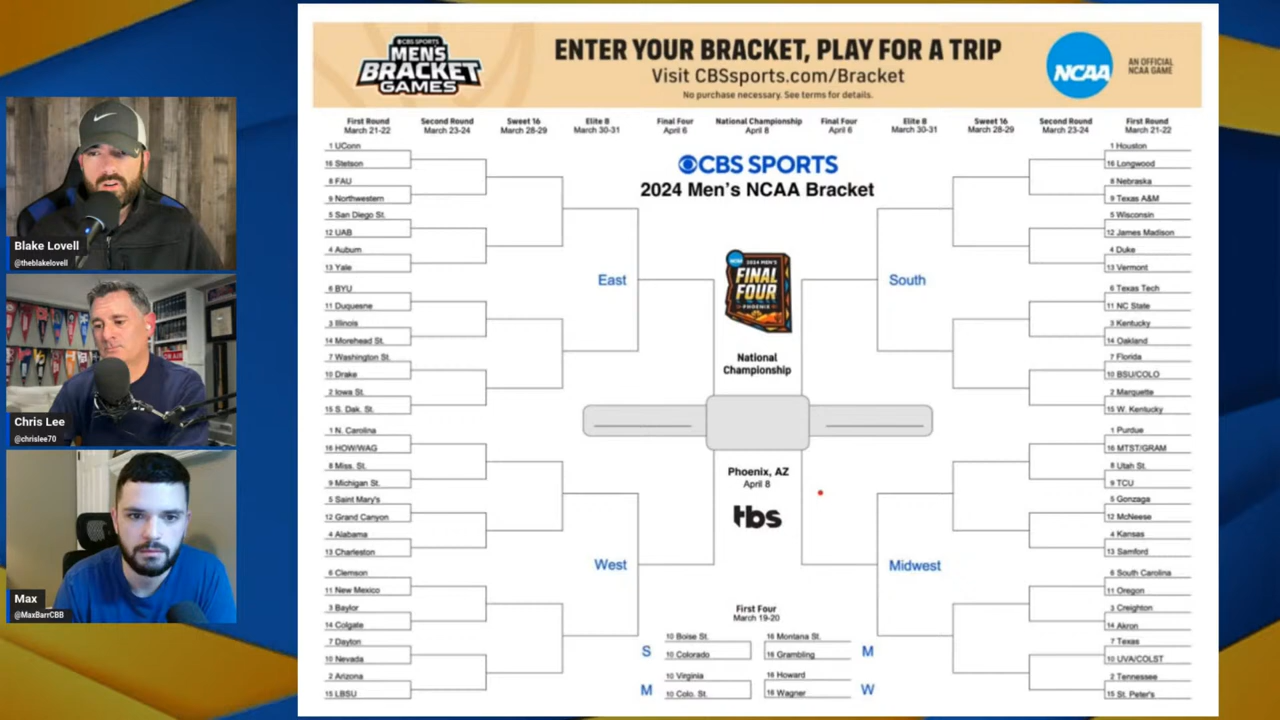 CBS SPORTS
MEN'S
BRACKET
GAMES
ENTER YOUR BRACKET, PLAY FOR A TRIP
Visit CBSsports.com/Bracket
No purchase necessary. See terms for details.
NCAA
AN OFFICIAL
NCAA GAME
First Round
March 21-22
Second Round
March 23-24
Sweet 16
March 28-29
Elite 8
March 30-31
Final Four
April 6
National Championship
April 8
Final Four
April 6
Elite 8
March 30-31
Sweet 16
March 28-29
Second Round
March 23-24
First Round
March 21-22
CBS SPORTS
2024 Men's NCAA Bracket
1 UConn
16 Stetson
8 FAU
9 Northwestern
5 San Diego St.
12 UAB
4 Auburn
13 Yale
6 BYU
11 Duquesne
3 Illinois
14 Morehead St.
7 Washington St.
10 Drake
2 Iowa St.
15 S. Dak. St.
East
1 N. Carolina
16 HOW/WAG
8 Miss. St.
9 Michigan St.
5 Saint Mary's
12 Grand Canyon
4 Alabama
13 Charleston
6 Clemson
11 New Mexico
3 Baylor
14 Colgate
7 Dayton
10 Nevada
2 Arizona
15 LBSU
West
NCAA
2024 MEN'S
FINAL
FOUR
PHOENIX
National
Championship
Phoenix, AZ
April 8
tbs
First Four
March 19-20
S
10 Boise St.
10 Colorado
16 Montana St.
16 Grambling
M
M
10 Virginia
10 Colo. St.
16 Howard
16 Wagner
W
1 Houston
16 Longwood
8 Nebraska
9 Texas A&M
5 Wisconsin
12 James Madison
4 Duke
13 Vermont
6 Texas Tech
11 NC State
3 Kentucky
14 Oakland
7 Florida
10 BSU/COLO
2 Marquette
15 W. Kentucky
South
1 Purdue
16 MTST/GRAM
8 Utah St.
9 TCU
5 Gonzaga
12 McNeese
4 Kansas
13 Samford
6 South Carolina
11 Oregon
3 Creighton
14 Akron
7 Texas
10 UVA/COLST
2 Tennessee
15 St. Peter's
Midwest
Blake Lovell
@theblakelovell
Chris Lee
@chrislee70
Max
@MaxBarrCBB